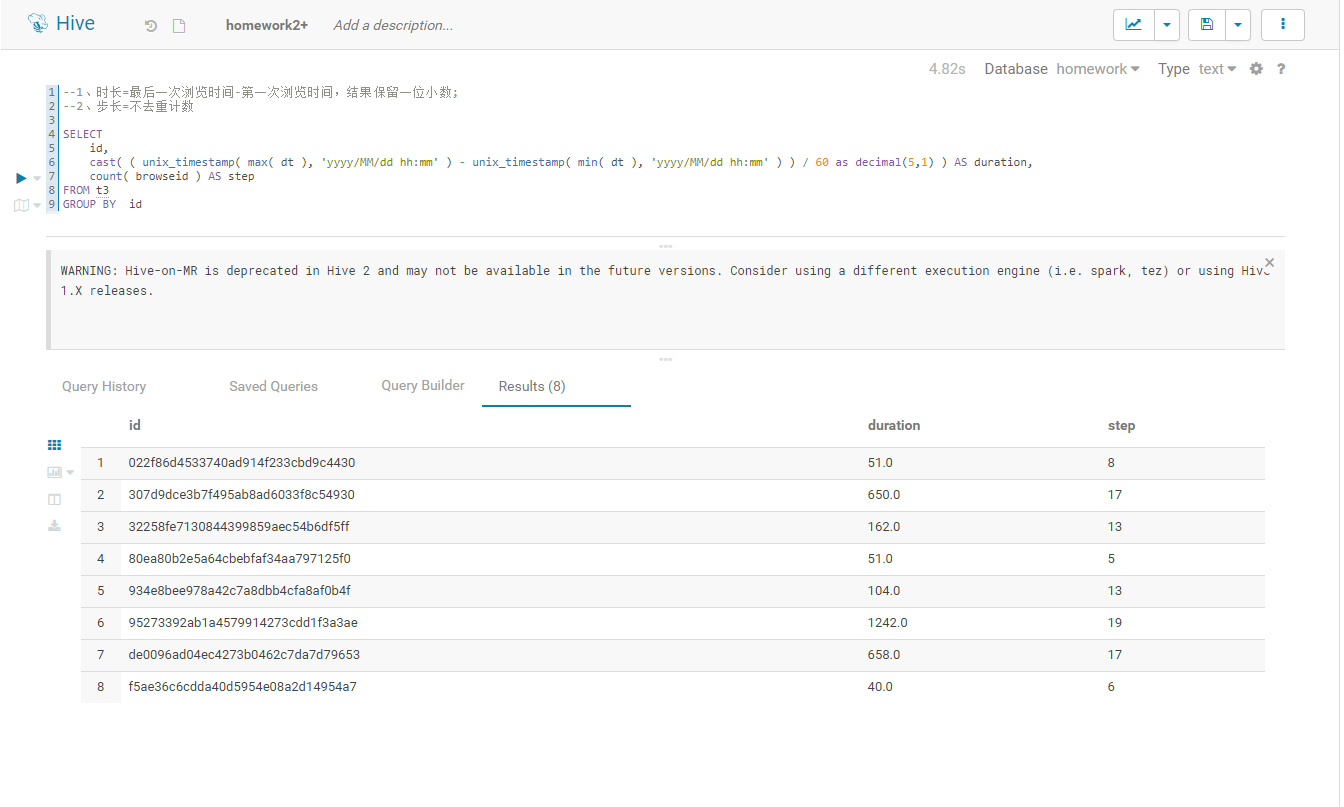 Hive
homework2+
Add a description...
4.82s Database homework Type text ?
1 --1、时长=最后一次浏览时间-第一次浏览时间，结果保留一位小数;
2 --2、步长=不去重计数
3
4 SELECT
5 id,
6 cast( ( unix_timestamp( max( dt ), 'yyyy/MM/dd hh:mm' ) - unix_timestamp( min( dt ), 'yyyy/MM/dd hh:mm' ) ) / 60 as decimal(5,1) ) AS duration,
7 count( browseid ) AS step
8 FROM t3
9 GROUP BY id
WARNING: Hive-on-MR is deprecated in Hive 2 and may not be available in the future versions. Consider using a different execution engine (i.e. spark, tez) or using Hive
1.X releases.
Query History Saved Queries Query Builder Results (8)
id duration step
1 022f86d4533740ad914f233cbd9c4430 51.0 8
2 307d9dce3b7f495ab8ad6033f8c54930 650.0 17
3 32258fe7130844399859aec54b6df5ff 162.0 13
4 80ea80b2e5a64cbebfaf34aa797125f0 51.0 5
5 934e8bee978a42c7a8dbb4cfa8af0b4f 104.0 13
6 95273392ab1a4579914273cdd1f3a3ae 1242.0 19
7 de0096ad04ec4273b0462c7da7d79653 658.0 17
8 f5ae36c6cdda40d5954e08a2d14954a7 40.0 6